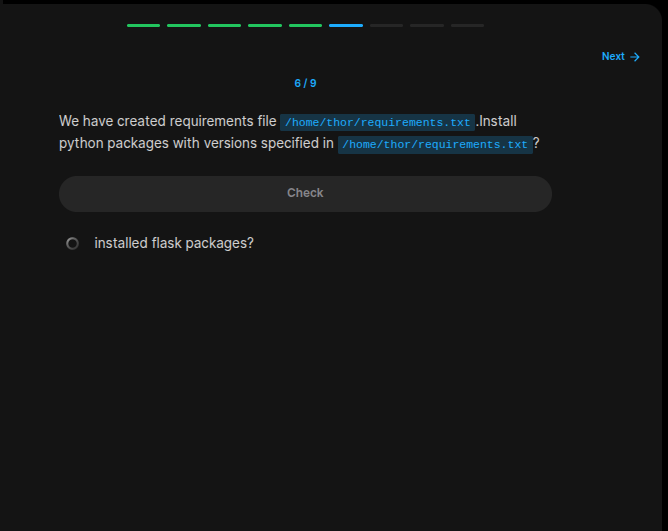 Next →
6 / 9
We have created requirements file /home/thor/requirements.txt .Install
python packages with versions specified in /home/thor/requirements.txt ?
Check
installed flask packages?